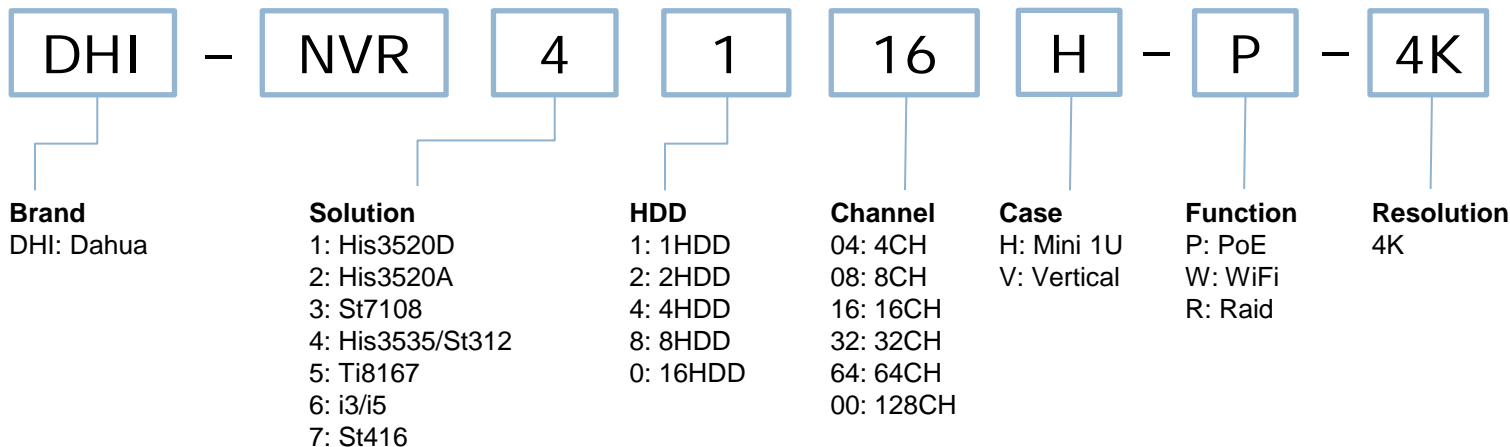 DHI – NVR 4 1 16 H – P – 4K
Brand
DHI: Dahua
Solution
1: His3520D
2: His3520A
3: St7108
4: His3535/St312
5: Ti8167
6: i3/i5
7: St416
HDD
1: 1HDD
2: 2HDD
4: 4HDD
8: 8HDD
0: 16HDD
Channel
04: 4CH
08: 8CH
16: 16CH
32: 32CH
64: 64CH
00: 128CH
Case
H: Mini 1U
V: Vertical
Function
P: PoE
W: WiFi
R: Raid
Resolution
4K